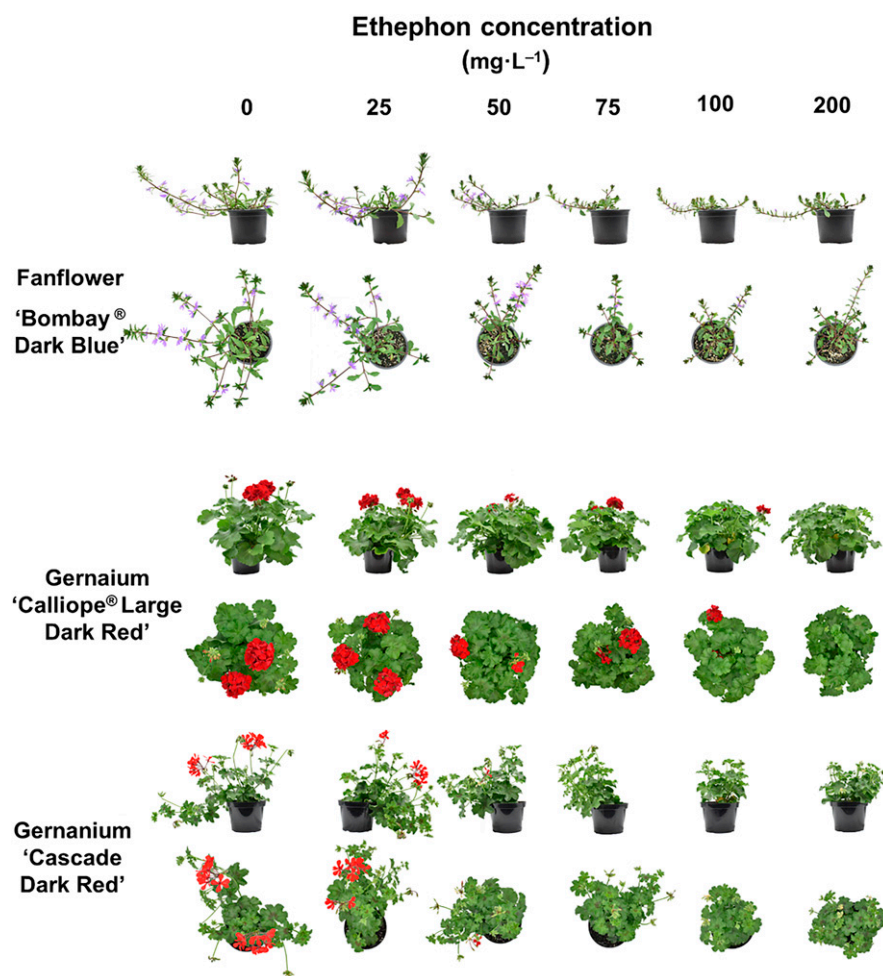 Ethephon concentration
(mg·L⁻¹)
0 25 50 75 100 200
Fanflower
‘Bombay®
Dark Blue’
Gernaium
‘Calliope® Large
Dark Red’
Gernanium
‘Cascade
Dark Red’